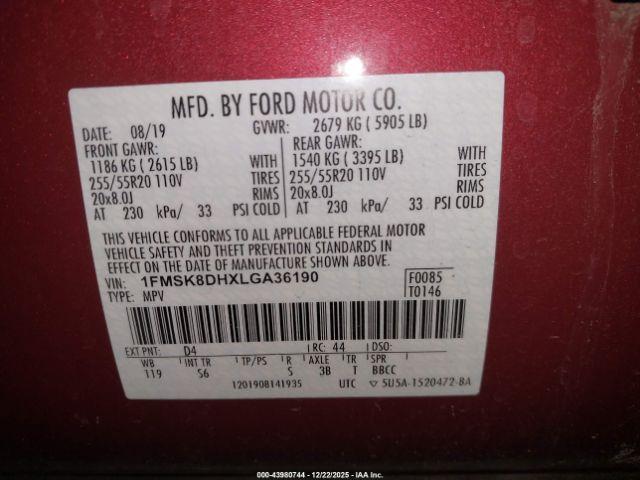 MFD. BY FORD MOTOR CO.
DATE: 08/19 GVWR: 2679 KG ( 5905 LB)
FRONT GAWR: REAR GAWR:
1186 KG ( 2615 LB) WITH 1540 KG ( 3395 LB) WITH
255/55R20 110V TIRES 255/55R20 110V TIRES
20x8.0J RIMS 20x8.0J RIMS
AT 230 kPa/ 33 PSI COLD AT 230 kPa/ 33 PSI COLD
THIS VEHICLE CONFORMS TO ALL APPLICABLE FEDERAL MOTOR
VEHICLE SAFETY AND THEFT PREVENTION STANDARDS IN
EFFECT ON THE DATE OF MANUFACTURE SHOWN ABOVE.
VIN: 1FMSK8DHXLGA36190 F0085
TYPE: MPV T0146
EXT PNT: D4 RC: 44 DSO:
WB INT TR TP/PS R AXLE TR SPR
119 S6 S 3B T BBCC
1201908141935 UTC ▽ 5U5A-1520472-BA
000-43980744 - 12/22/2025 - IAA Inc.